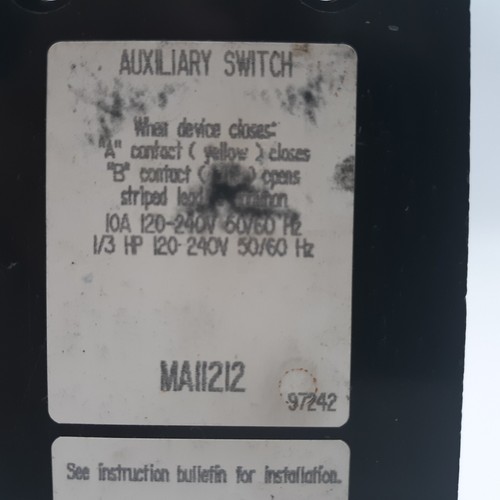 AUXILIARY SWITCH
When device closes:
"A" contact (yellow) closes
"B" contact ( ) opens
striped lead
10A 120-240V 60/60 Hz
1/3 HP 120-240V 50/60 Hz
MA11212
97242
See instruction bulletin for installation.